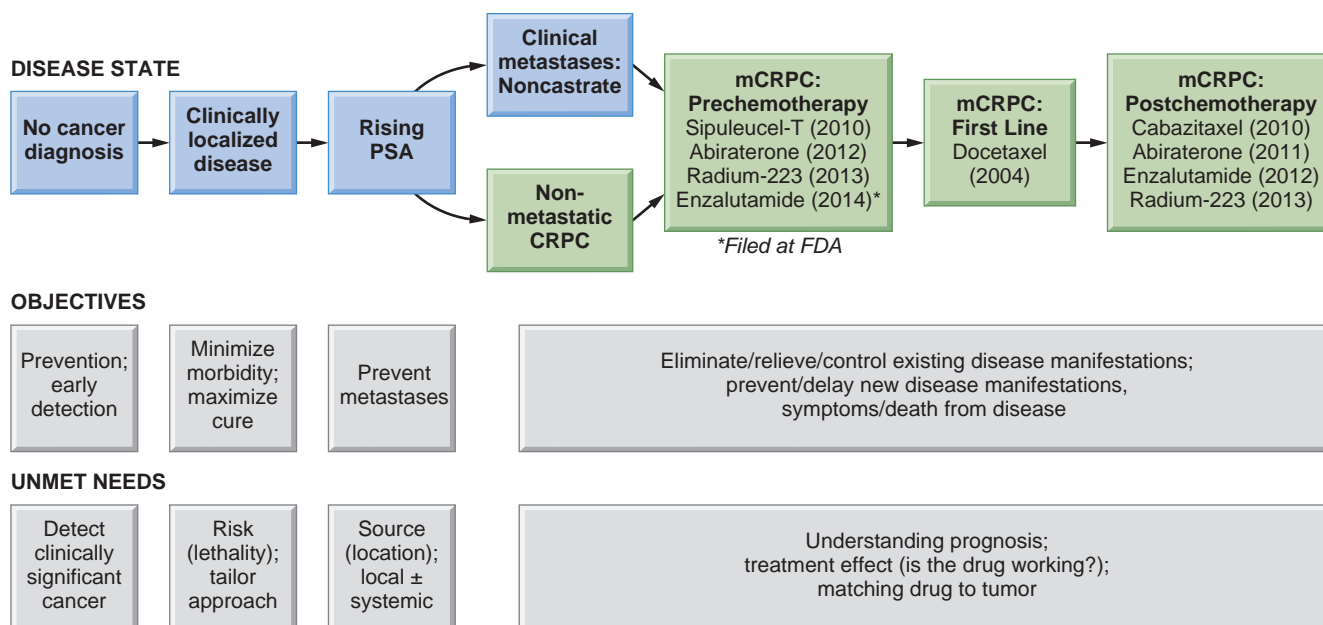 DISEASE STATE
No cancer
diagnosis
Clinically
localized
disease
Rising
PSA
Clinical
metastases:
Noncastrate
Non-
metastatic
CRPC
mCRPC:
Prechemotherapy
Sipuleucel-T (2010)
Abiraterone (2012)
Radium-223 (2013)
Enzalutamide (2014)*
*Filed at FDA
mCRPC:
First Line
Docetaxel
(2004)
mCRPC:
Postchemotherapy
Cabazitaxel (2010)
Abiraterone (2011)
Enzalutamide (2012)
Radium-223 (2013)
OBJECTIVES
Prevention;
early
detection
Minimize
morbidity;
maximize
cure
Prevent
metastases
Eliminate/relieve/control existing disease manifestations;
prevent/delay new disease manifestations,
symptoms/death from disease
UNMET NEEDS
Detect
clinically
significant
cancer
Risk
(lethality);
tailor
approach
Source
(location);
local ±
systemic
Understanding prognosis;
treatment effect (is the drug working?);
matching drug to tumor